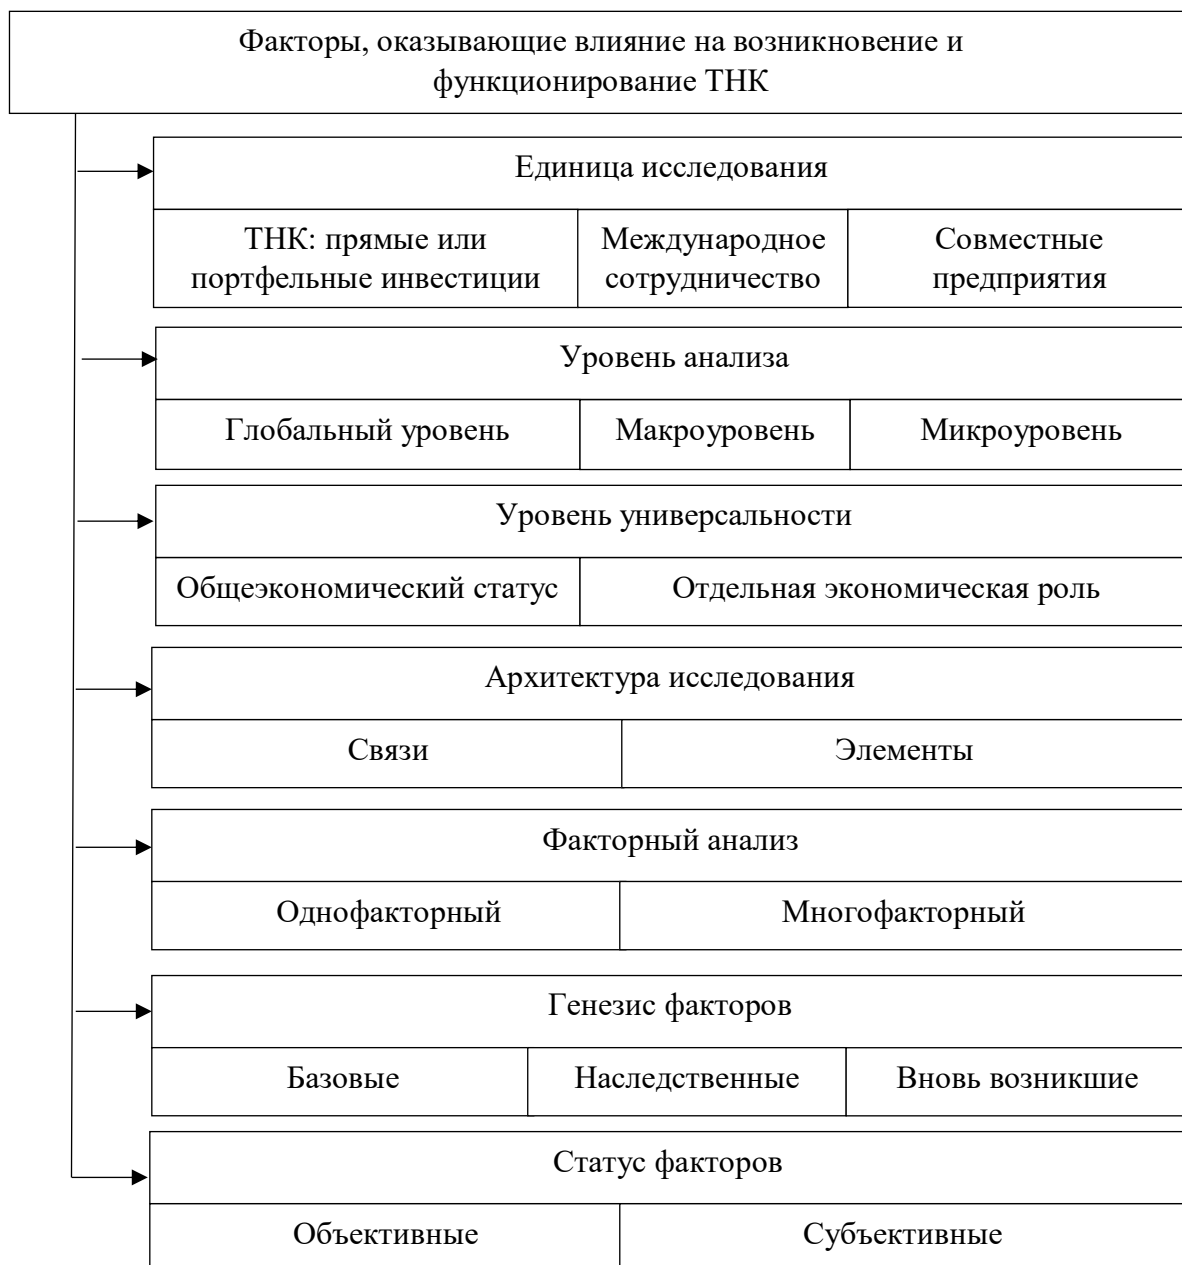 Факторы, оказывающие влияние на возникновение и
функционирование ТНК
Единица исследования
ТНК: прямые или
портфельные инвестиции
Международное
сотрудничество
Совместные
предприятия
Уровень анализа
Глобальный уровень
Макроуровень
Микроуровень
Уровень универсальности
Общеэкономический статус
Отдельная экономическая роль
Архитектура исследования
Связи
Элементы
Факторный анализ
Однофакторный
Многофакторный
Генезис факторов
Базовые
Наследственные
Вновь возникшие
Статус факторов
Объективные
Субъективные